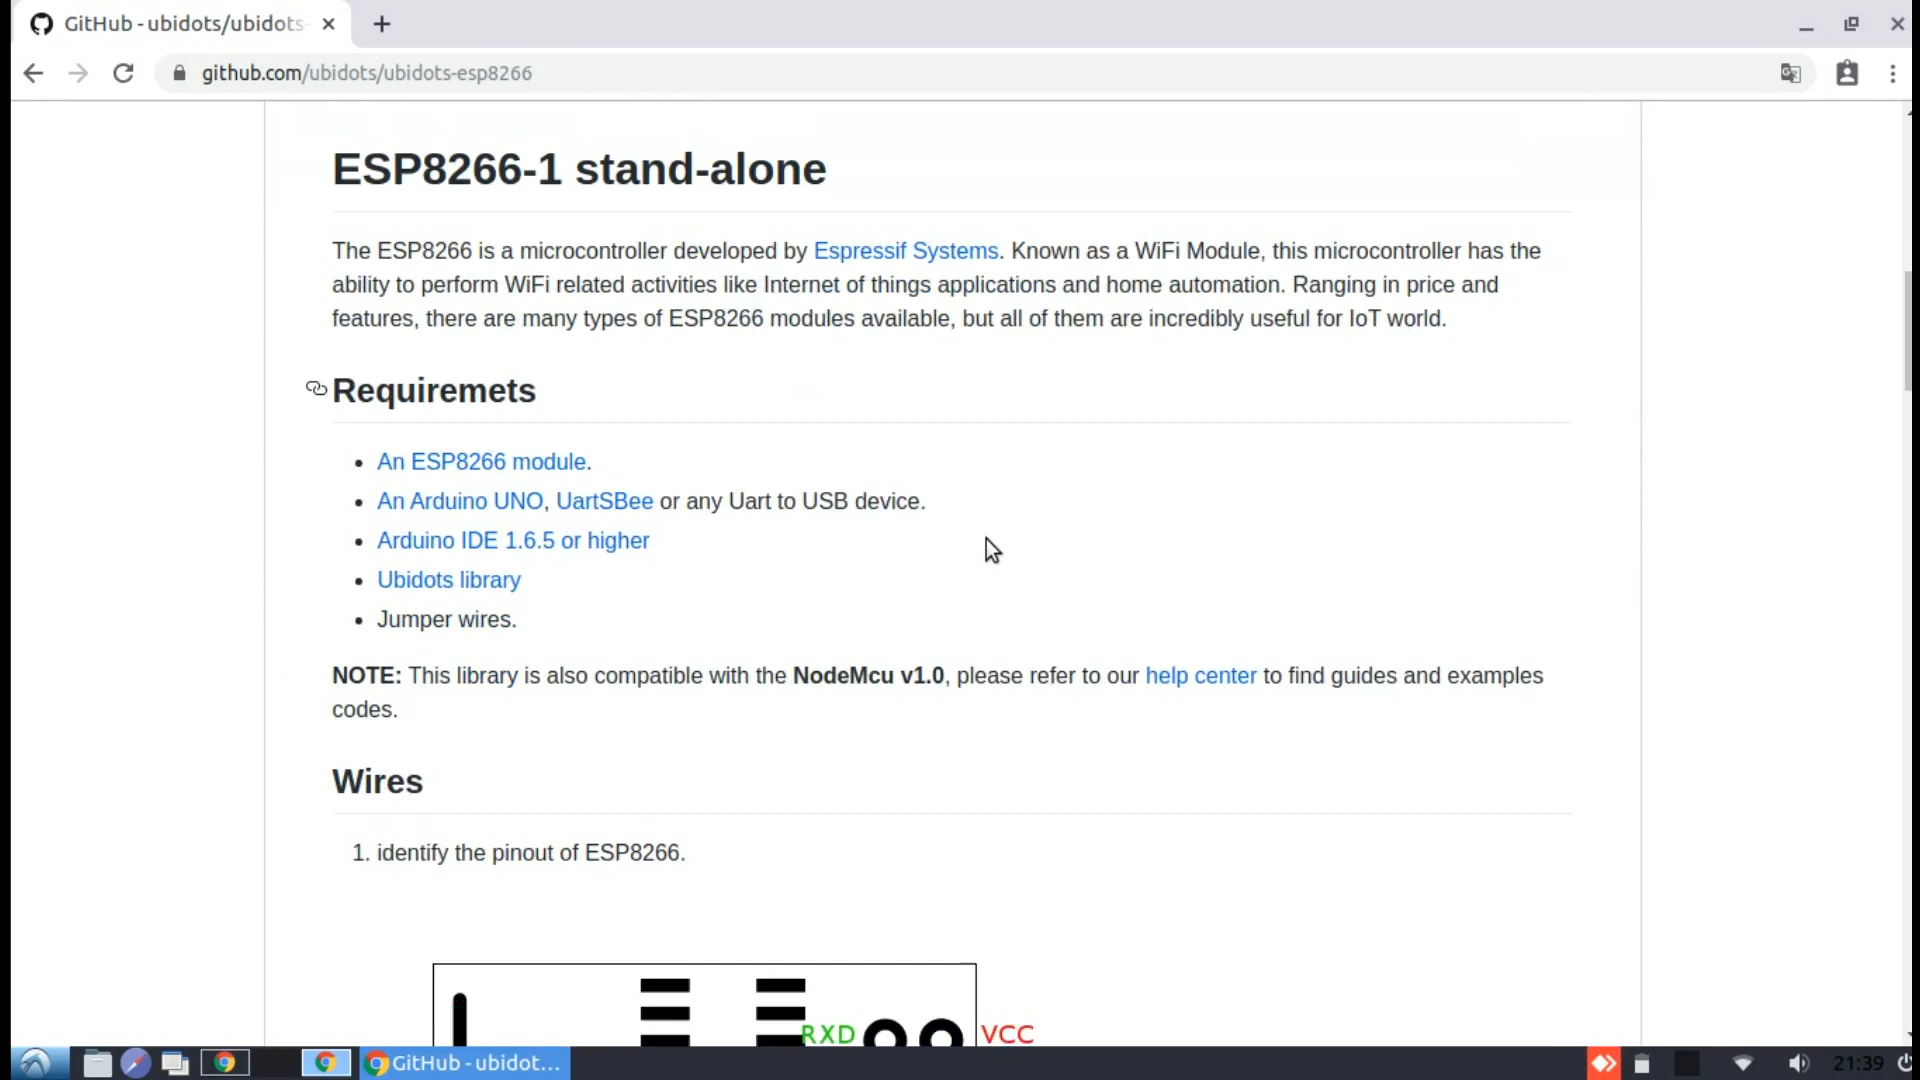 GitHub - ubidots/ubidots-
github.com/ubidots/ubidots-esp8266
ESP8266-1 stand-alone
The ESP8266 is a microcontroller developed by Espressif Systems. Known as a WiFi Module, this microcontroller has the
ability to perform WiFi related activities like Internet of things applications and home automation. Ranging in price and
features, there are many types of ESP8266 modules available, but all of them are incredibly useful for IoT world.
Requiremets
An ESP8266 module.
An Arduino UNO, UartSBee or any Uart to USB device.
Arduino IDE 1.6.5 or higher
Ubidots library
Jumper wires.
NOTE: This library is also compatible with the NodeMcu v1.0, please refer to our help center to find guides and examples
codes.
Wires
1. identify the pinout of ESP8266.
RXD VCC
GitHub - ubidot...
21:39